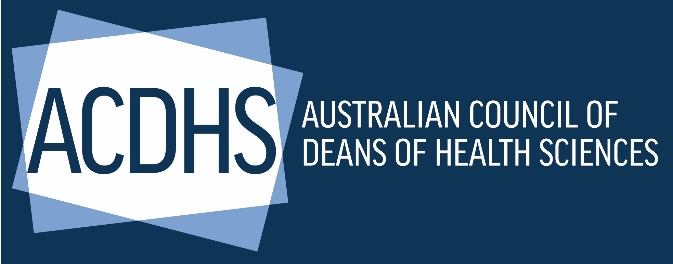 ACDHS
AUSTRALIAN COUNCIL OF
DEANS OF HEALTH SCIENCES